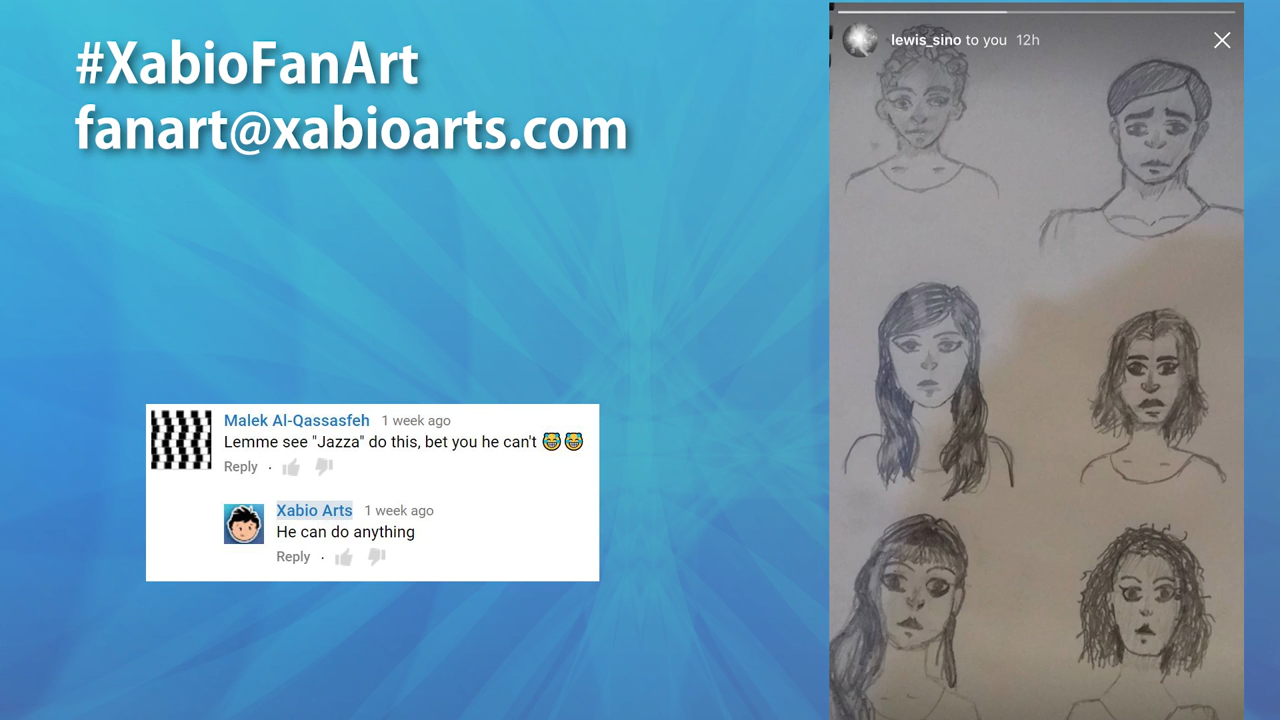 #XabioFanArt
fanart@xabioarts.com
lewis_sino to you 12h
Malek Al-Qassasfeh 1 week ago
Lemme see "Jazza" do this, bet you he can't 😹😹
Reply
Xabio Arts 1 week ago
He can do anything
Reply